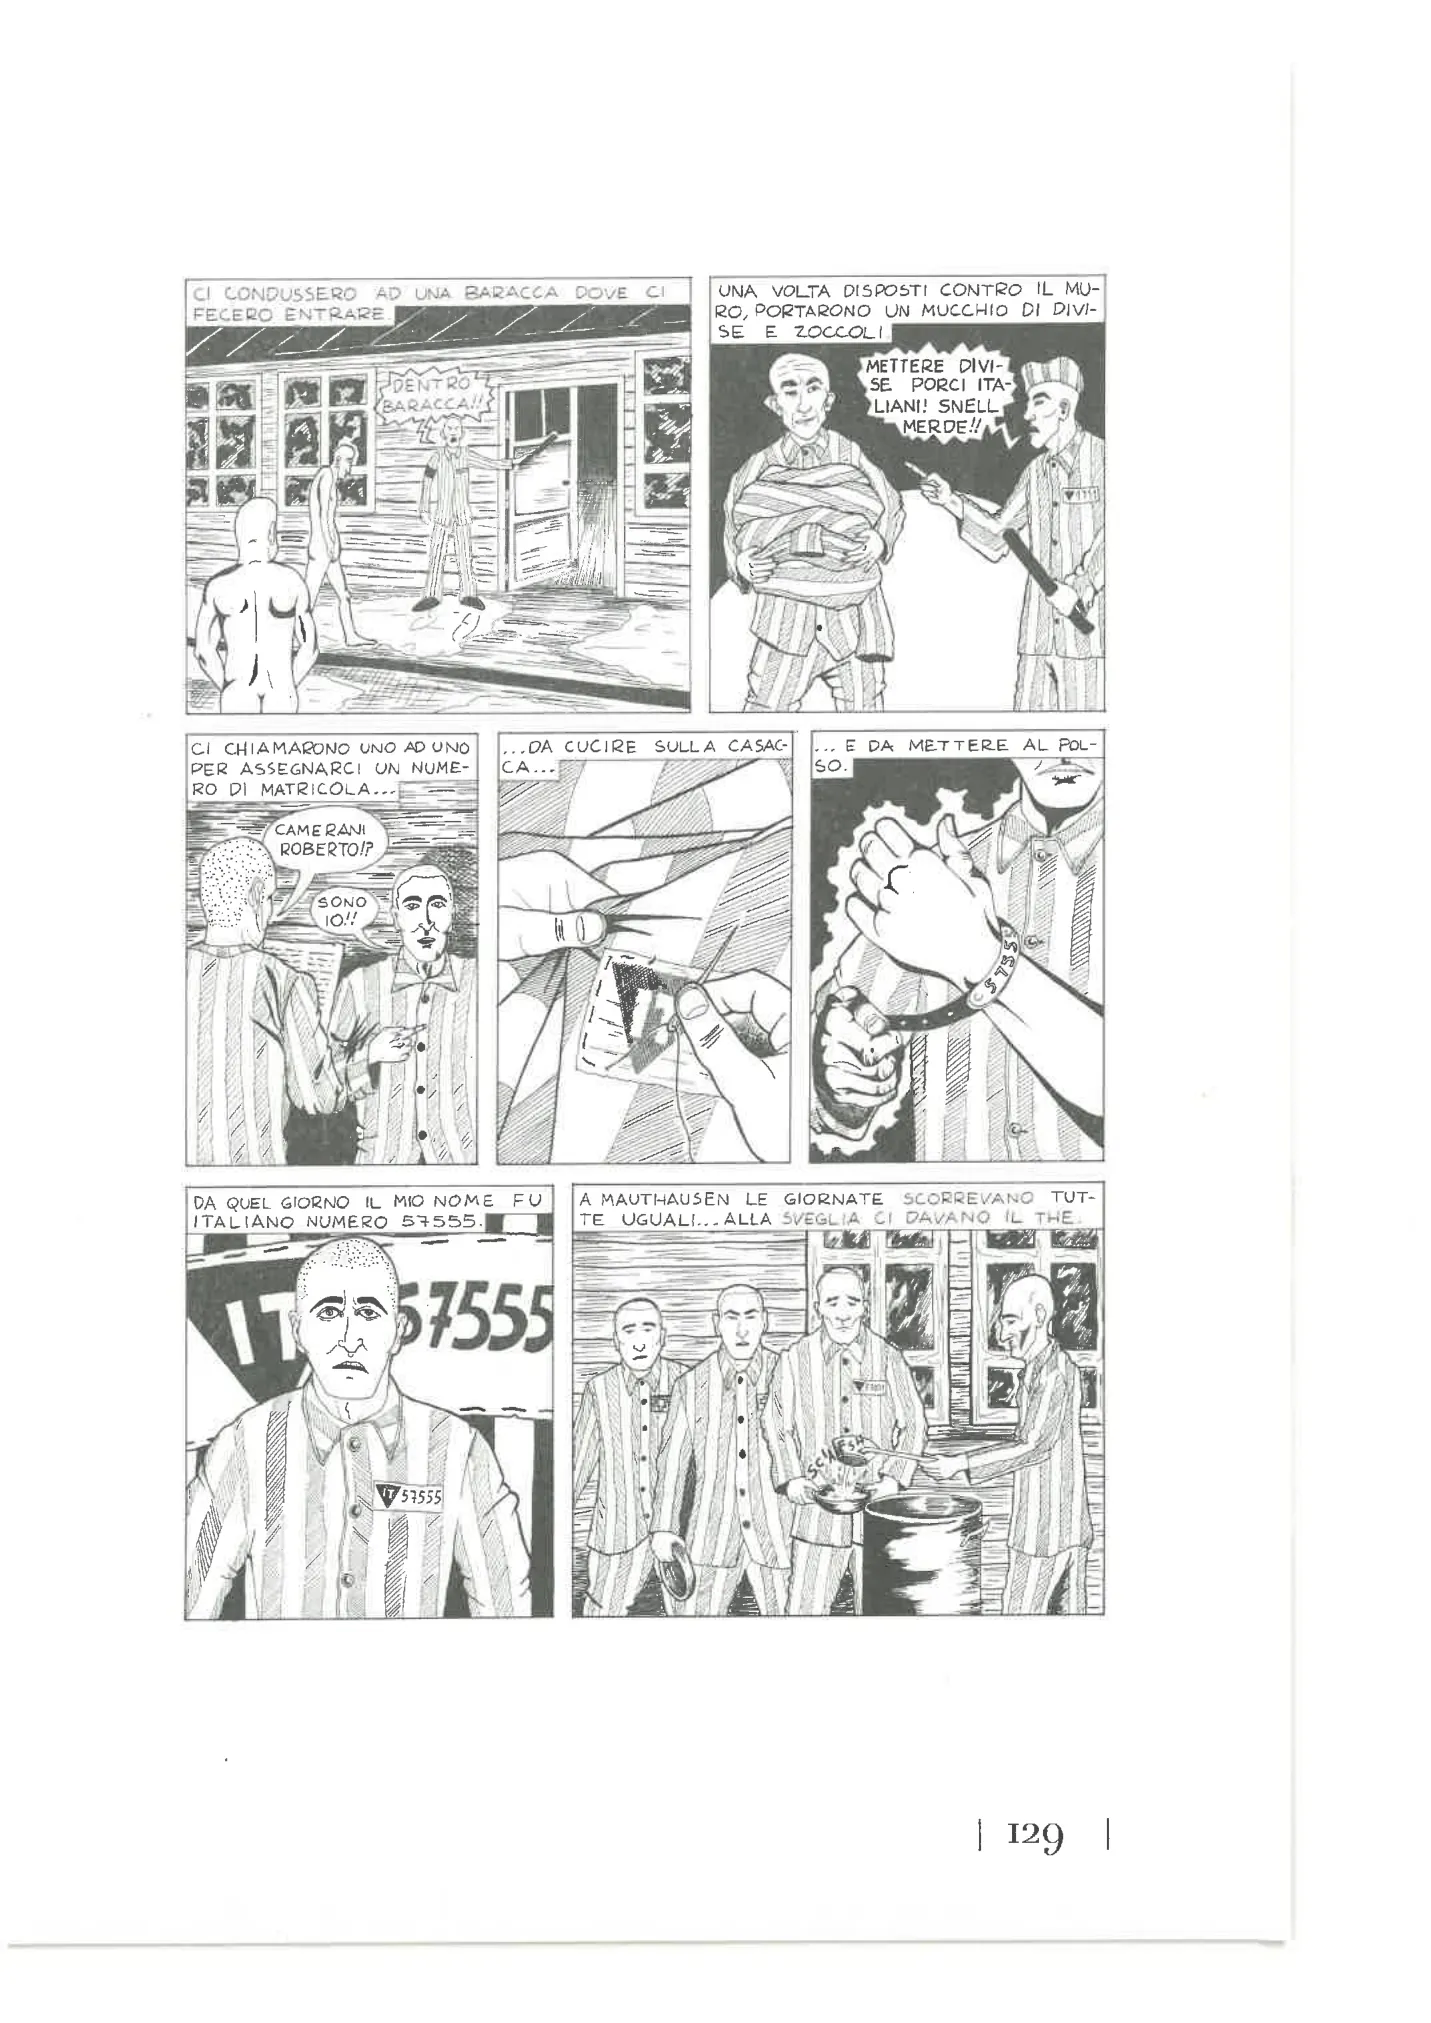 CI CONDUSSERO AD UNA BARACCA DOVE CI
FECERO ENTRARE.
DENTRO
BARACCA!!
UNA VOLTA DISPOSTI CONTRO IL MU-
RO, PORTARONO UN MUCCHIO DI DIVI-
SE E ZOCCOLI
METTERE DIVI-
SE PORCI ITA-
LIANI! SNELL
MERDE!!
CI CHIAMARONO UNO AD UNO
PER ASSEGNARCI UN NUME-
RO DI MATRICOLA...
CAMERANI
ROBERTO!?
SONO
IO!!
...DA CUCIRE SULLA CASAC-
CA...
... E DA METTERE AL POL-
SO.
57555
DA QUEL GIORNO IL MIO NOME FU
ITALIANO NUMERO 57555.
IT 57555
IT 57555
A MAUTHAUSEN LE GIORNATE SCORREVANO TUT-
TE UGUALI... ALLA SVEGLIA CI DAVANO IL THE.
| 129 |